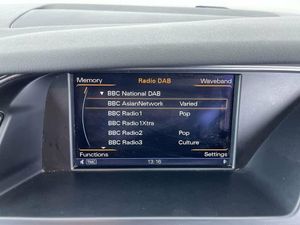 Memory Radio DAB Waveband
▼ BBC National DAB
BBC AsianNetwork Varied
BBC Radio1 Pop
BBC Radio1Xtra
BBC Radio2 Pop
BBC Radio3 Culture
Functions Settings
TMC 13:16